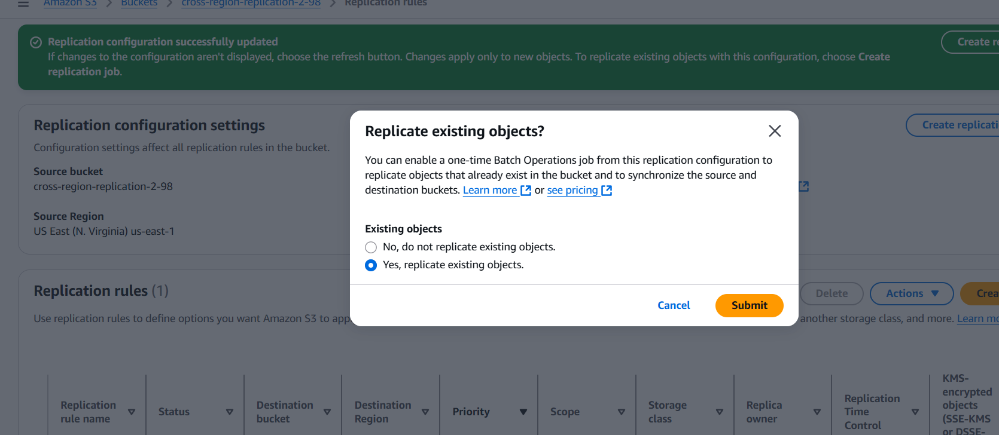 Amazon S3 Buckets cross-region-replication-2-98 Replication rules
Replication configuration successfully updated
Create re
If changes to the configuration aren't displayed, choose the refresh button. Changes apply only to new objects. To replicate existing objects with this configuration, choose Create
replication job.
Replication configuration settings
Create replicati
Configuration settings affect all replication rules in the bucket.
Source bucket
cross-region-replication-2-98
Source Region
US East (N. Virginia) us-east-1
Replicate existing objects?
You can enable a one-time Batch Operations job from this replication configuration to
replicate objects that already exist in the bucket and to synchronize the source and
destination buckets. Learn more or see pricing
Existing objects
No, do not replicate existing objects.
Yes, replicate existing objects.
Cancel Submit
Replication rules (1)
Delete Actions Crea
Use replication rules to define options you want Amazon S3 to app
another storage class, and more. Learn mo
Replication
rule name
Status
Destination
bucket
Destination
Region
Priority
Scope
Storage
class
Replica
owner
Replication
Time
Control
KMS-
encrypted
objects
(SSE-KMS
or DSSE-